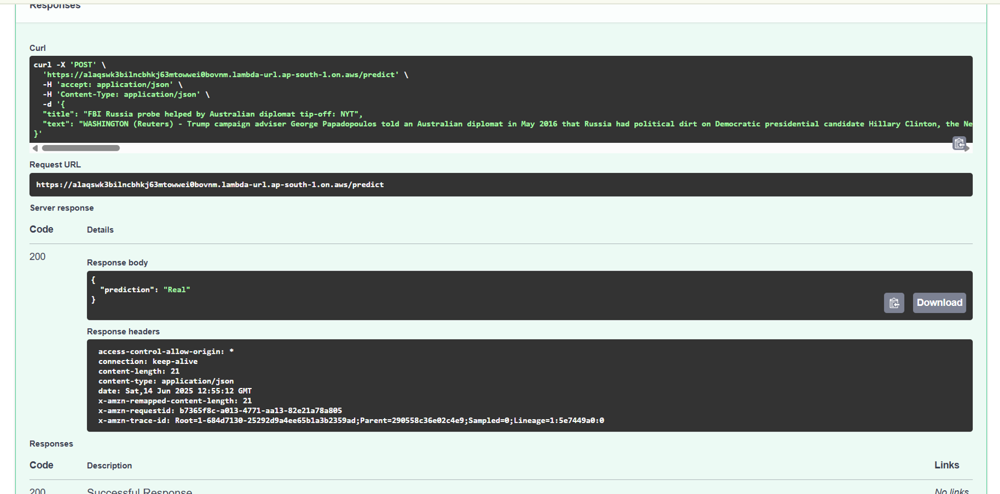 Responses
Curl
curl -X 'POST' \
'https://alaqswk3bilncbhkj63mtowwei0bovnm.lambda-url.ap-south-1.on.aws/predict' \
-H 'accept: application/json' \
-H 'Content-Type: application/json' \
-d '{
"title": "FBI Russia probe helped by Australian diplomat tip-off: NYT",
"text": "WASHINGTON (Reuters) - Trump campaign adviser George Papadopoulos told an Australian diplomat in May 2016 that Russia had political dirt on Democratic presidential candidate Hillary Clinton, the Ne
}'
Request URL
https://alaqswk3bilncbhkj63mtowwei0bovnm.lambda-url.ap-south-1.on.aws/predict
Server response
Code Details
200
Response body
{
"prediction": "Real"
}
Download
Response headers
access-control-allow-origin: *
connection: keep-alive
content-length: 21
content-type: application/json
date: Sat,14 Jun 2025 12:55:12 GMT
x-amzn-remapped-content-length: 21
x-amzn-requestid: b7365f8c-a013-4771-aa13-82e21a78a805
x-amzn-trace-id: Root=1-684d7130-25292d9a4ee65b1a3b2359ad;Parent=290558c36e02c4e9;Sampled=0;Lineage=1:5e7449a0:0
Responses
Code Description Links
200 Successful Response No links